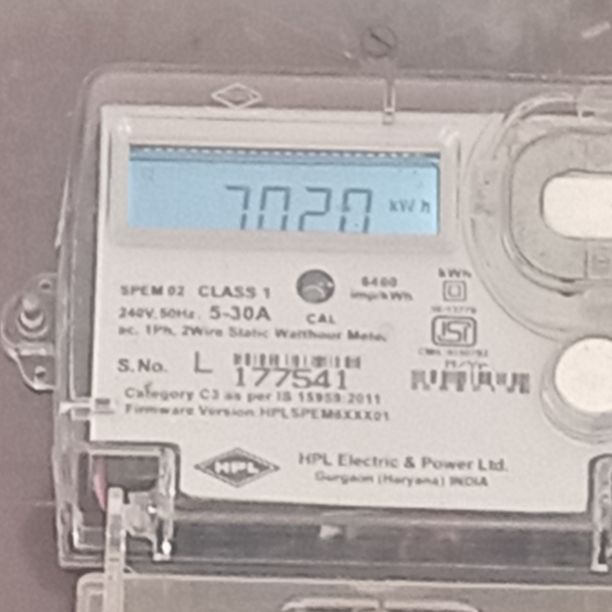 7020 kWh
SPEM 02 CLASS 1
6400 imp/kWh
kWh
240V, 50Hz. 5-30A
CAL
ac. 1Ph. 2Wire Static Watthour Meter
ISI
S.No. L 177541
Category C3 as per IS 15959:2011
Firmware Version:HPLSPEM6XXX01
HPL
HPL Electric & Power Ltd.
Gurgaon (Haryana) INDIA